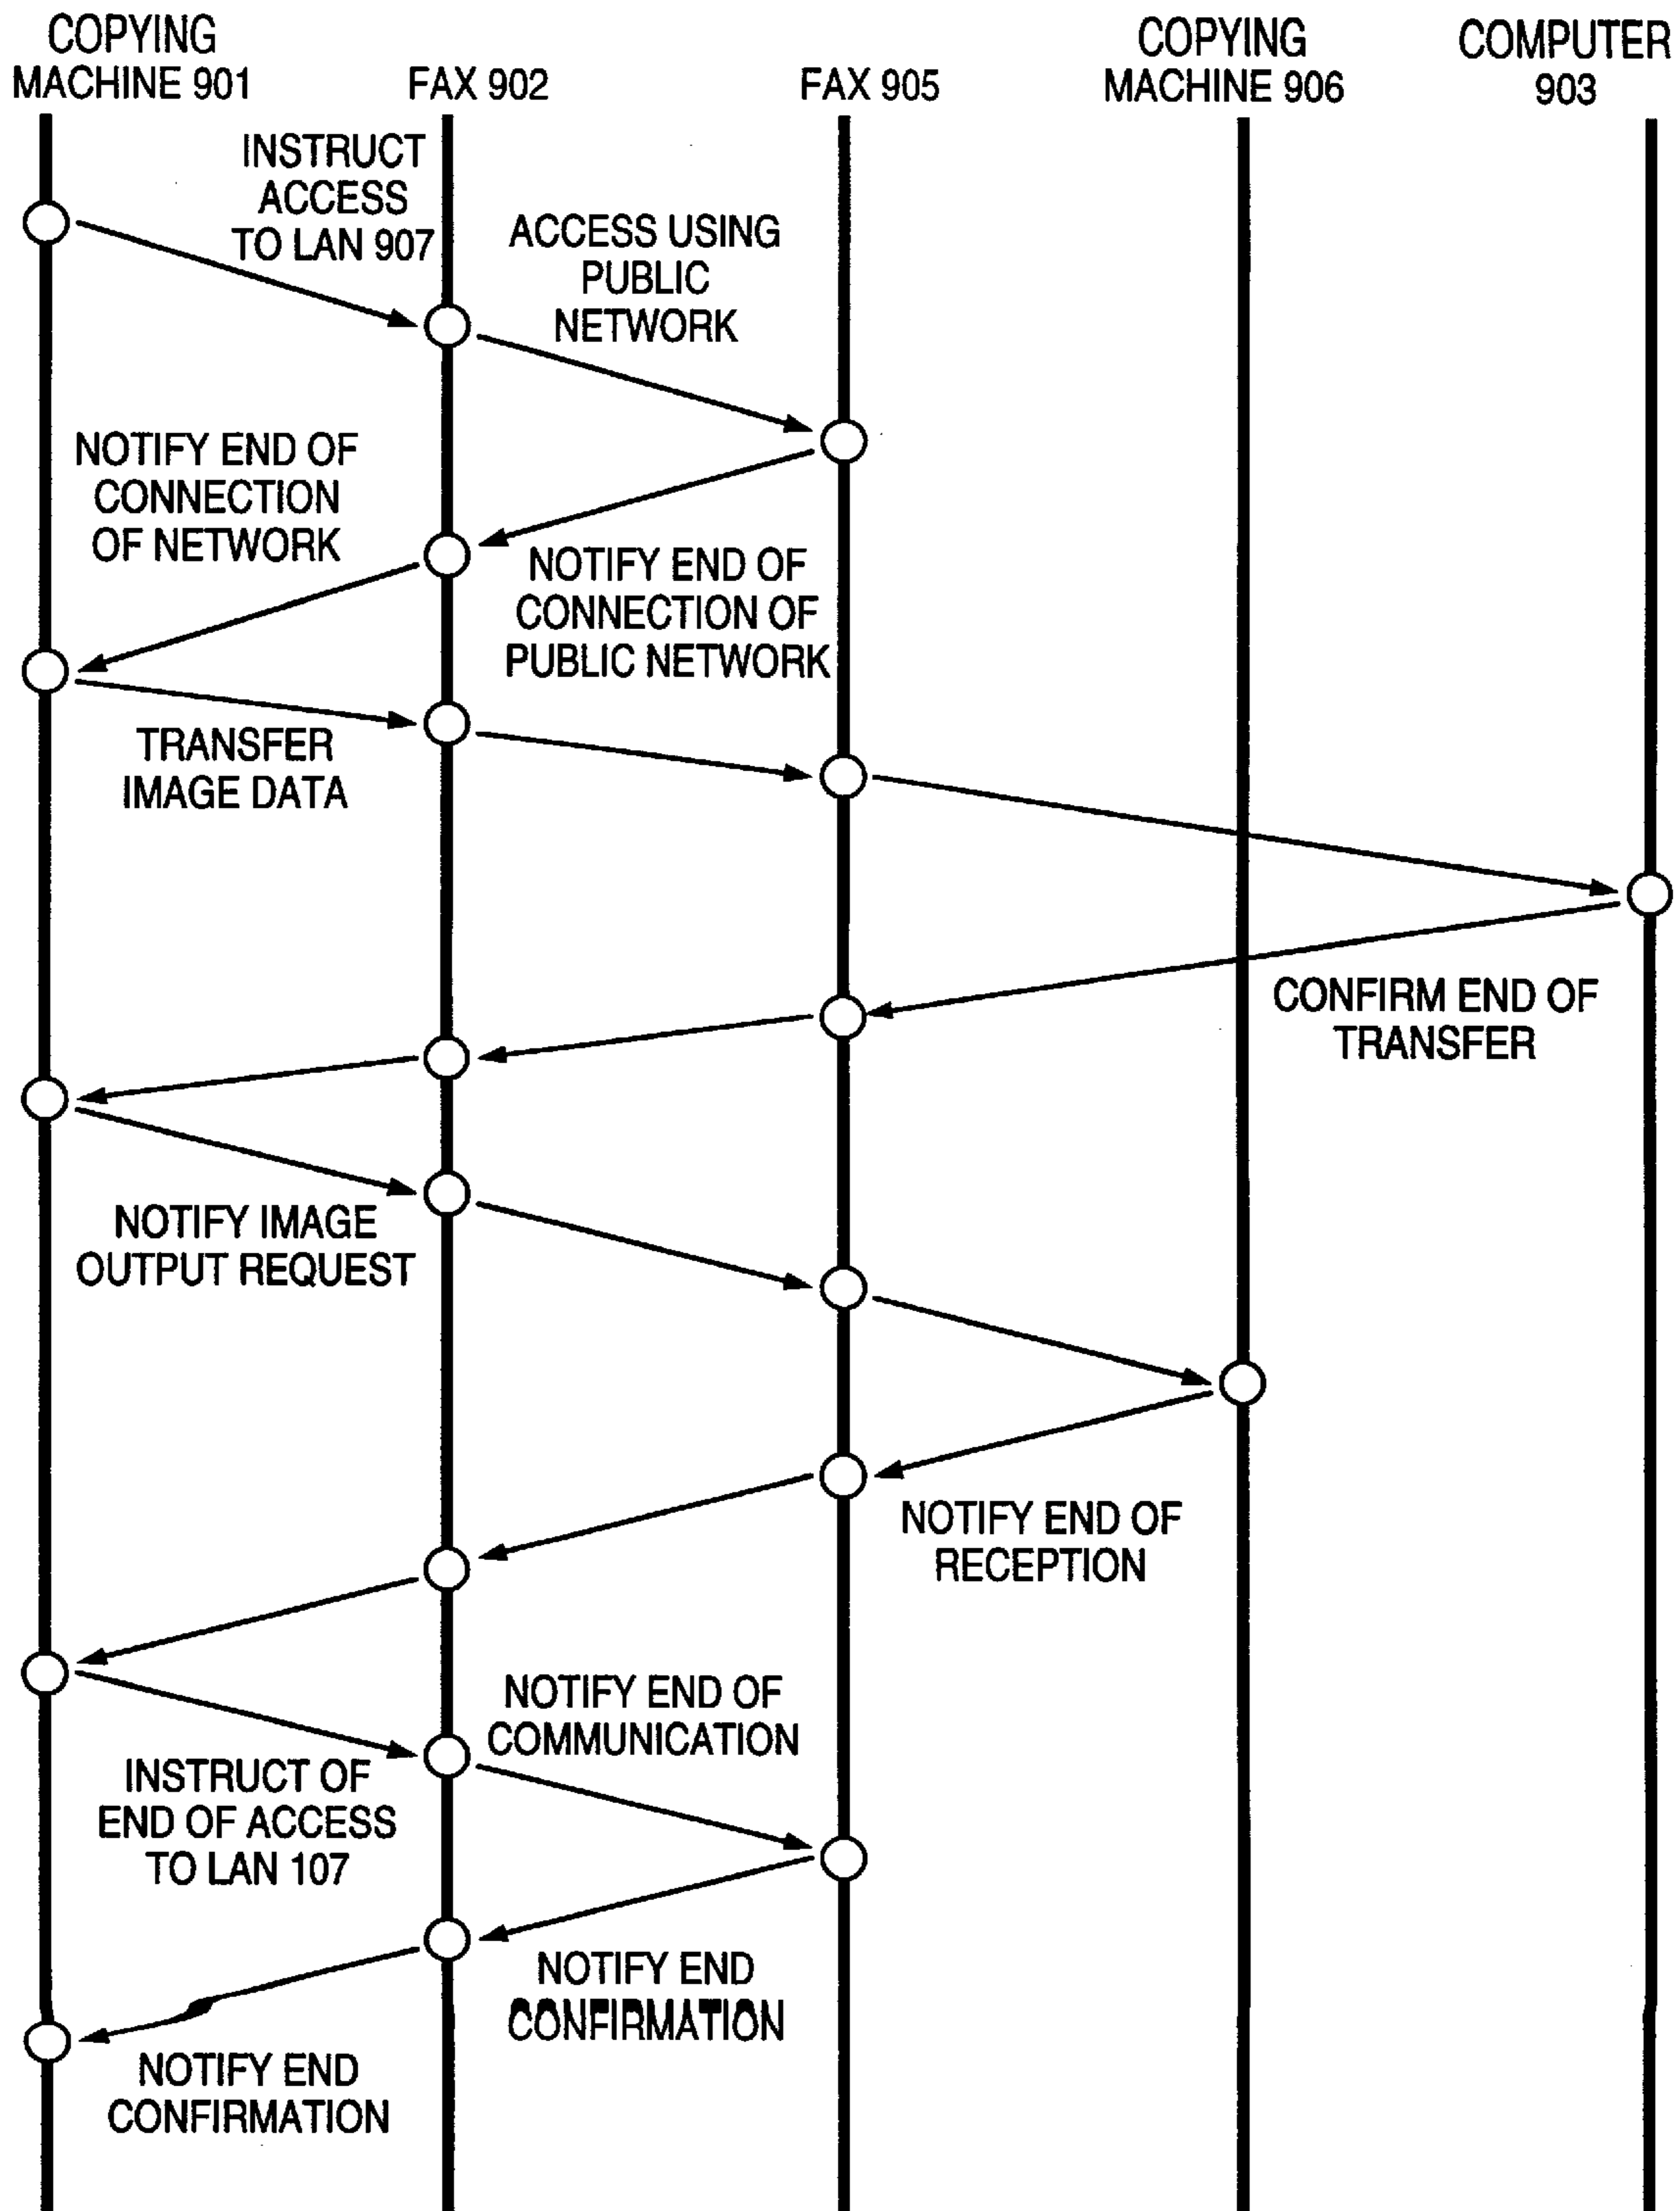 COPYING
MACHINE 901
FAX 902
FAX 905
COPYING
MACHINE 906
COMPUTER
903
INSTRUCT
ACCESS
TO LAN 907
ACCESS USING
PUBLIC
NETWORK
NOTIFY END OF
CONNECTION
OF NETWORK
NOTIFY END OF
CONNECTION OF
PUBLIC NETWORK
TRANSFER
IMAGE DATA
CONFIRM END OF
TRANSFER
NOTIFY IMAGE
OUTPUT REQUEST
NOTIFY END OF
RECEPTION
NOTIFY END OF
COMMUNICATION
INSTRUCT OF
END OF ACCESS
TO LAN 107
NOTIFY END
CONFIRMATION
NOTIFY END
CONFIRMATION